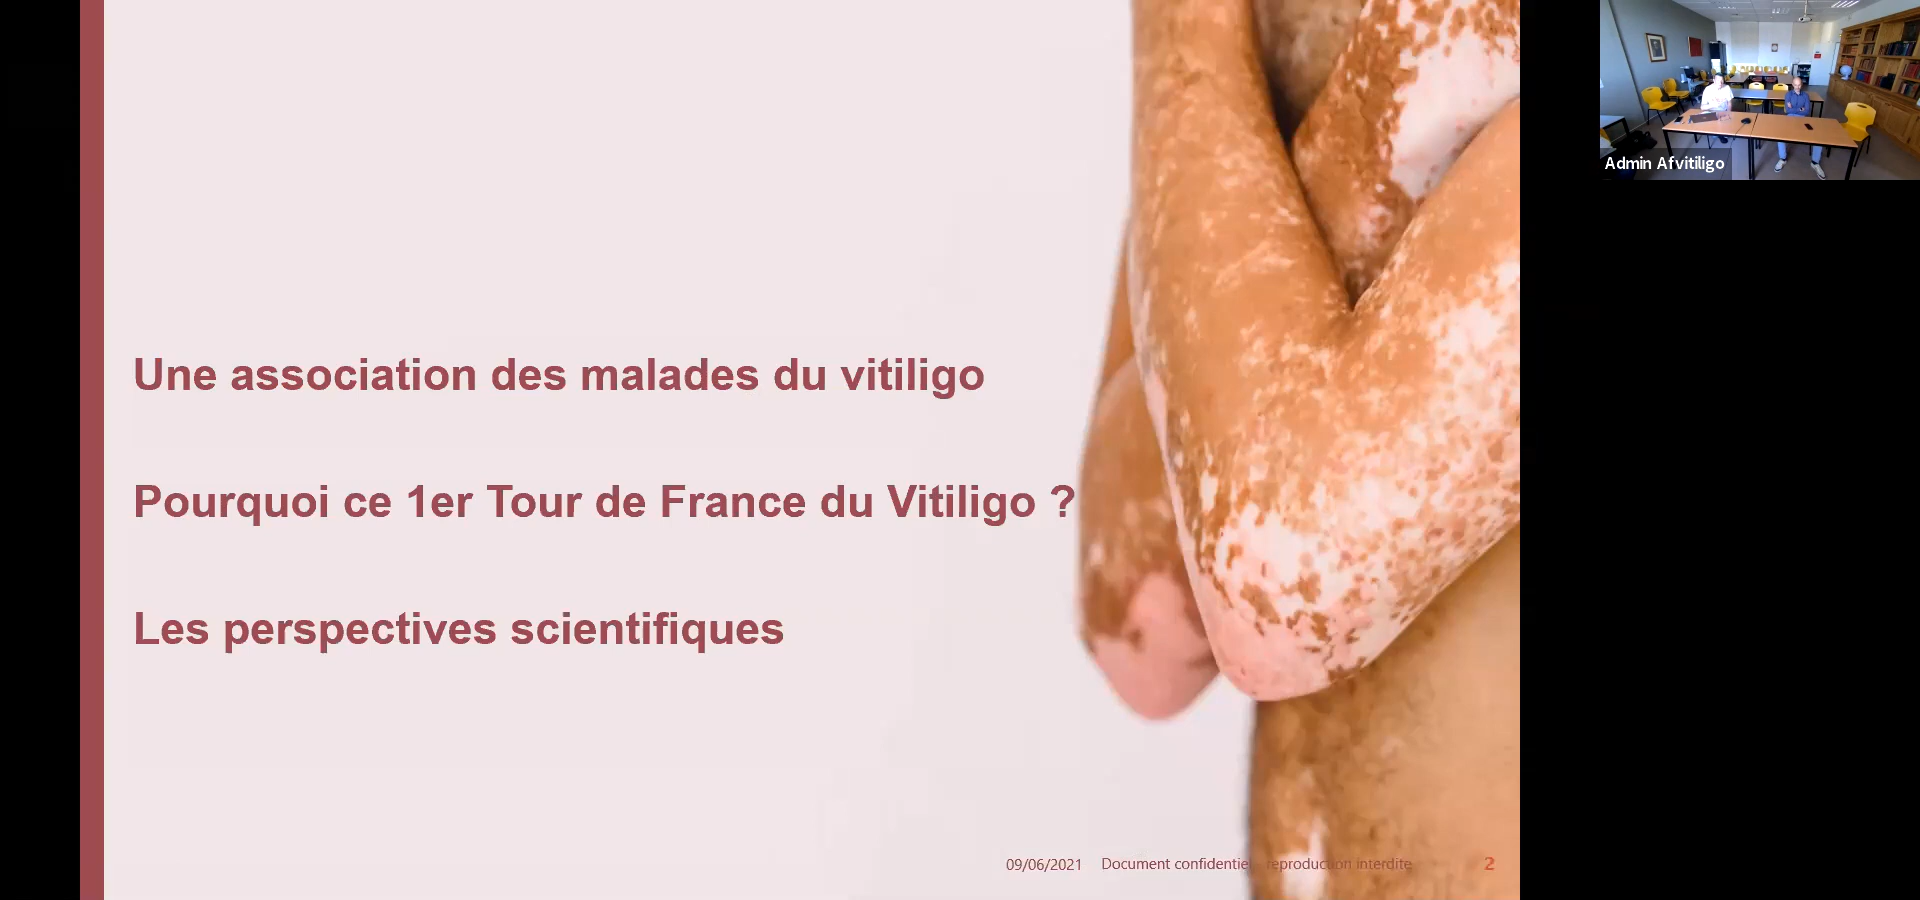 Une association des malades du vitiligo
Pourquoi ce 1er Tour de France du Vitiligo ?
Les perspectives scientifiques
09/06/2021 Document confidentiel - reproduction interdite 2
Admin Afvitiligo